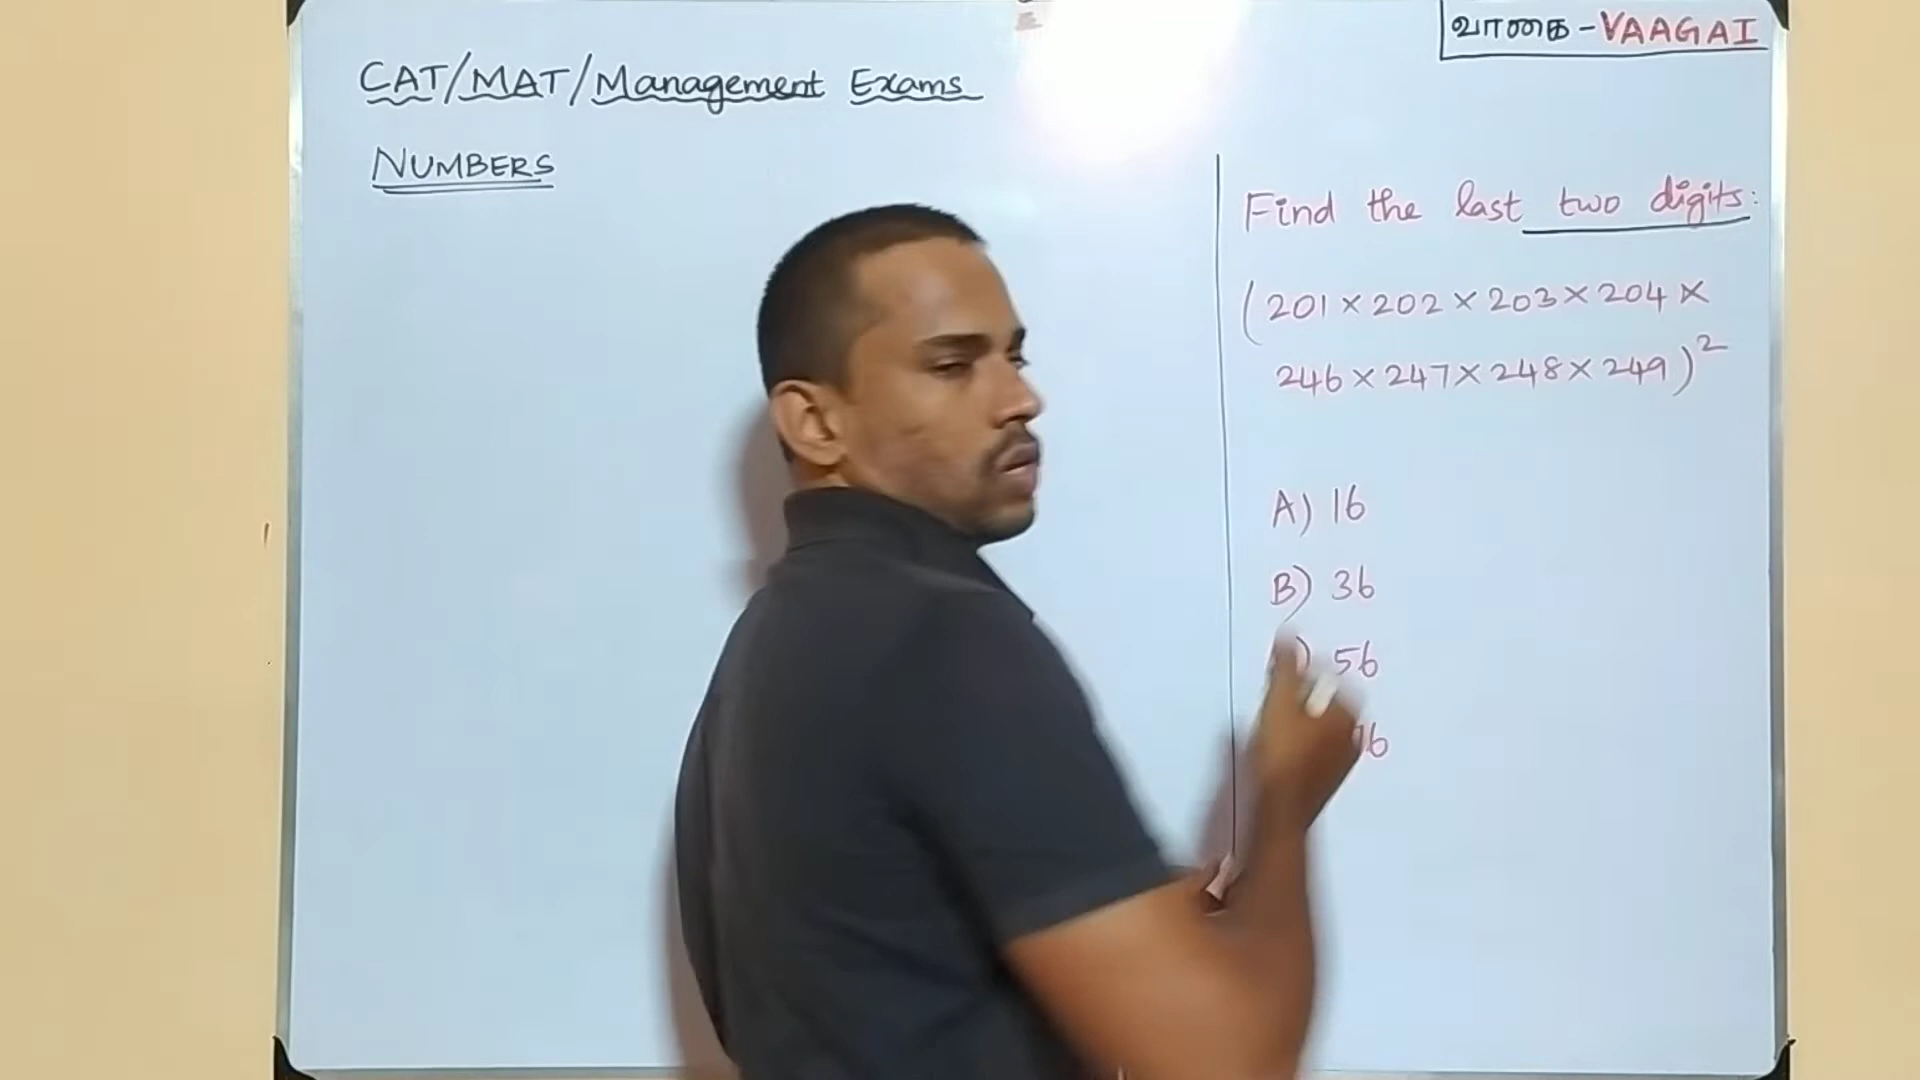 வாகை - VAAGAI
CAT/MAT/Management Exams
NUMBERS
Find the last two digits:
(201 × 202 × 203 × 204 ×
246 × 247 × 248 × 249)²
A) 16
B) 36
56